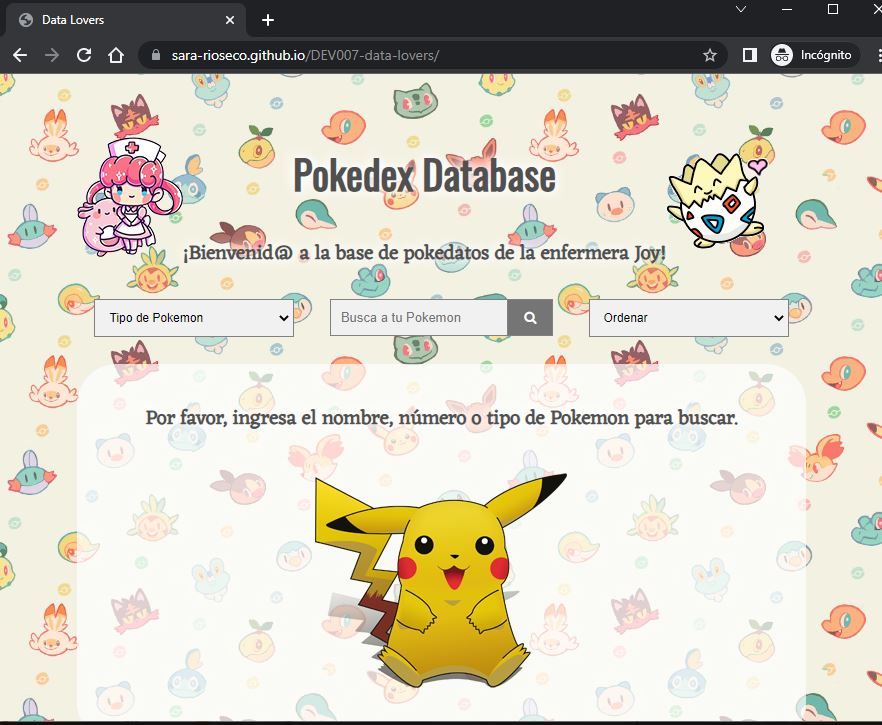 Data Lovers
sara-rioseco.github.io/DEV007-data-lovers/
Incógnito
Pokedex Database
¡Bienvenid@ a la base de pokedatos de la enfermera Joy!
Tipo de Pokemon
Busca a tu Pokemon
Ordenar
Por favor, ingresa el nombre, número o tipo de Pokemon para buscar.